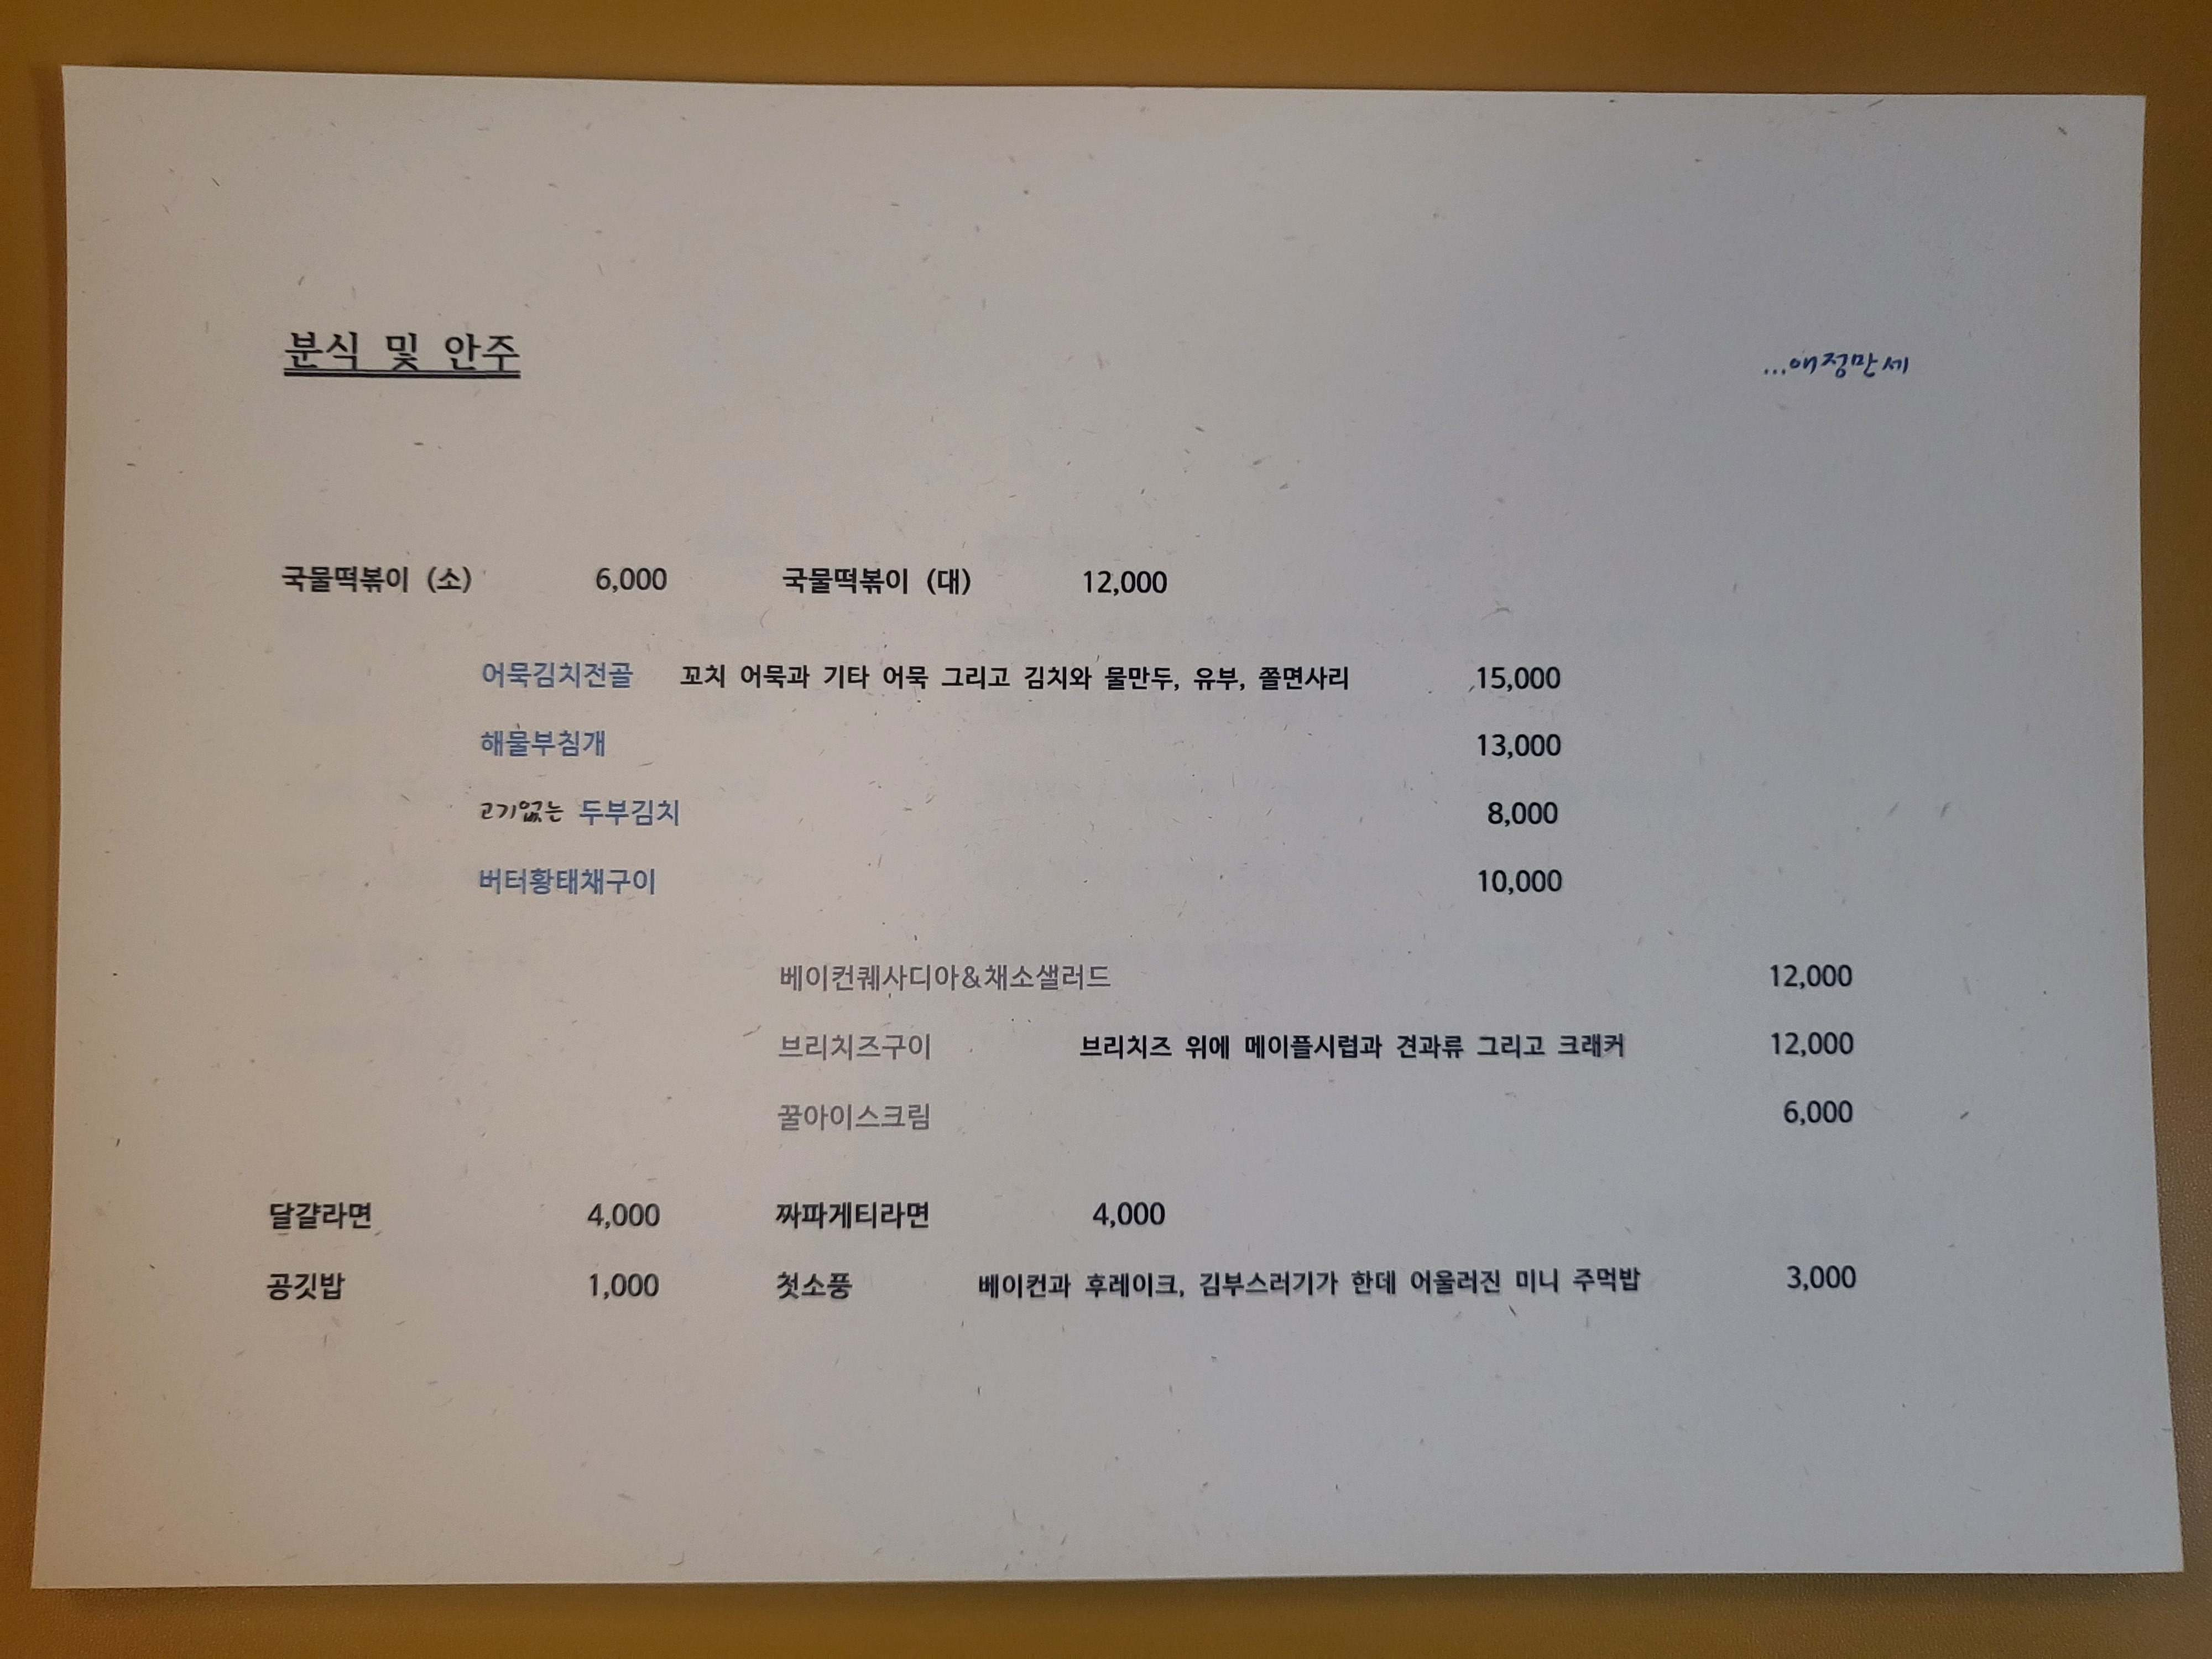 분식 및 안주
...애정만세
국물떡볶이 (소) 6,000 국물떡볶이 (대) 12,000
어묵김치전골 꼬치 어묵과 기타 어묵 그리고 김치와 물만두, 유부, 쫄면사리 15,000
해물부침개 13,000
고기없는 두부김치 8,000
버터황태채구이 10,000
베이컨퀘사디아&채소샐러드 12,000
브리치즈구이 브리치즈 위에 메이플시럽과 견과류 그리고 크래커 12,000
꿀아이스크림 6,000
달걀라면 4,000 짜파게티라면 4,000
공깃밥 1,000 첫소풍 베이컨과 후레이크, 김부스러기가 한데 어울러진 미니 주먹밥 3,000